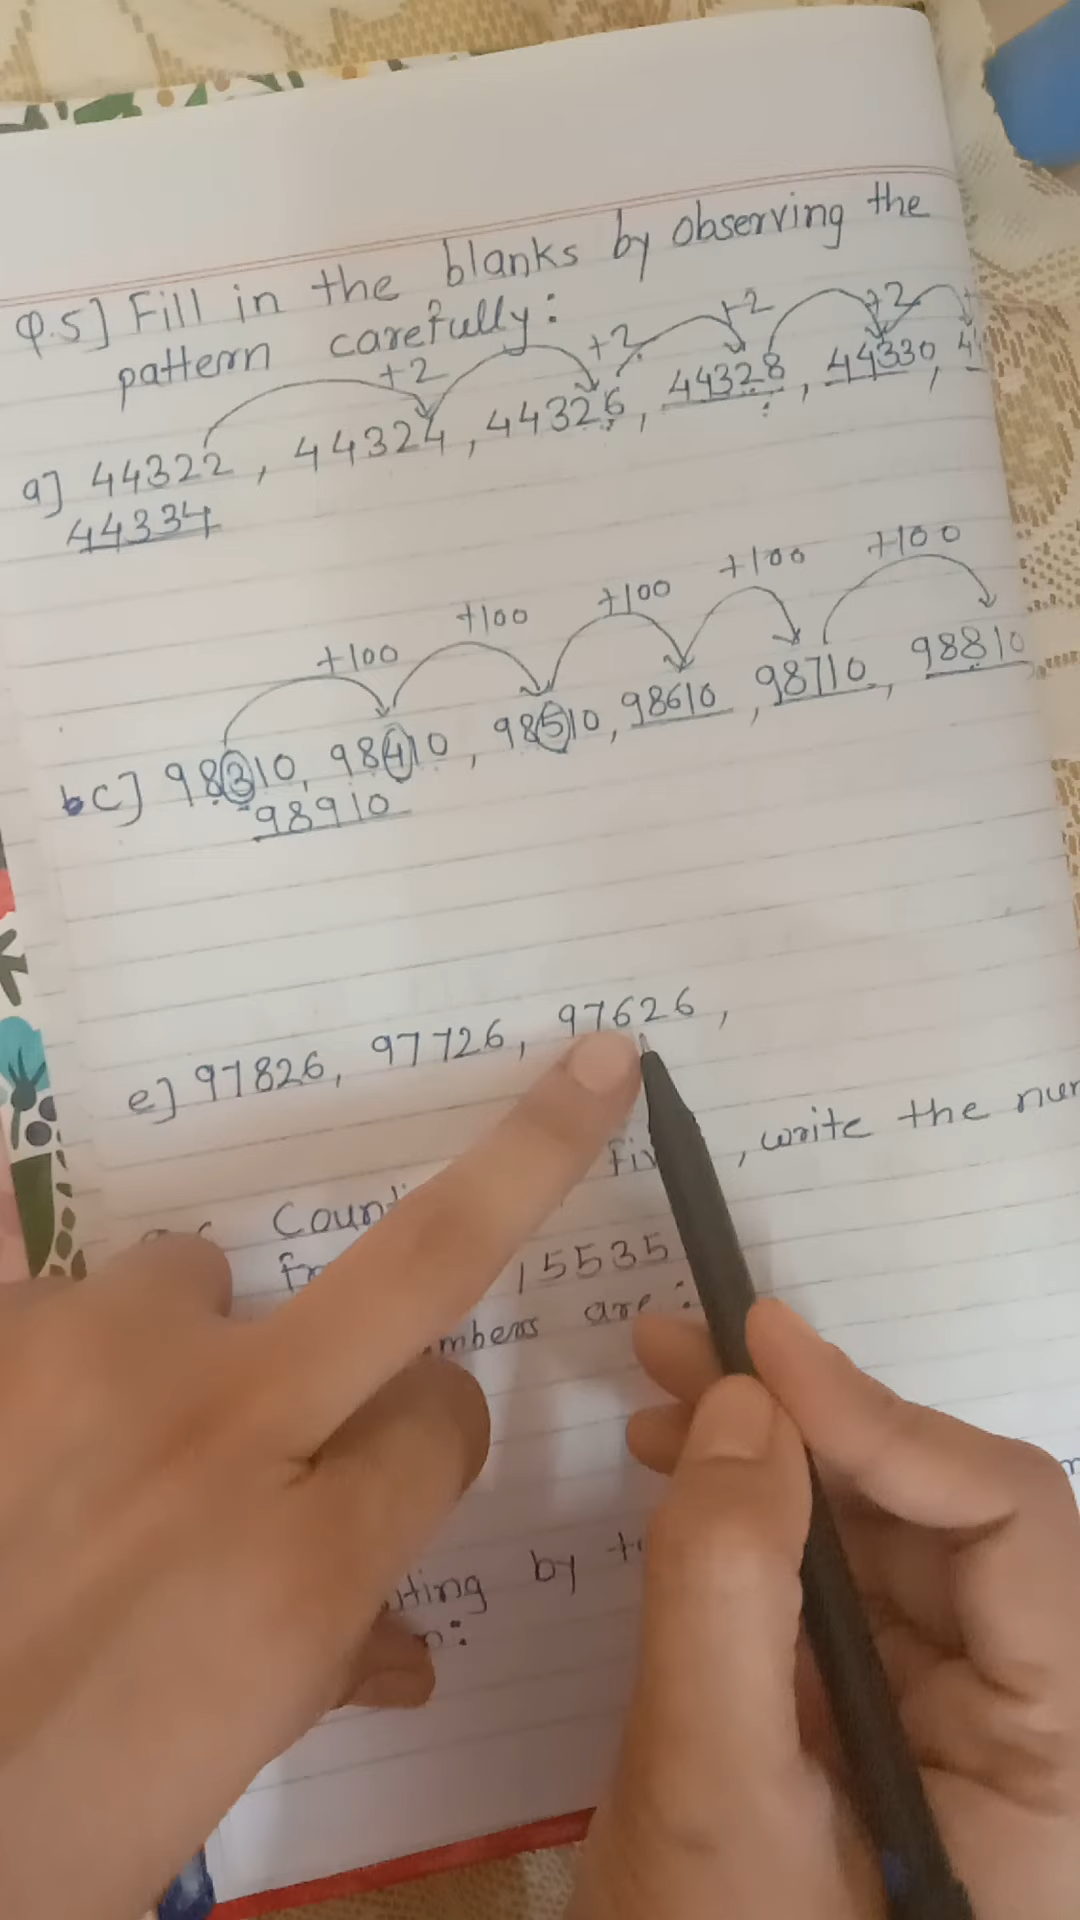 Q.5] Fill in the blanks by observing the
pattern carefully:
+2 +2 +2 +2
a] 44322, 44324, 44326, 44328, 44330,
44334
+100 +100 +100 +100 +100
bc] 98310, 98410, 98510, 98610, 98710, 98810
98910
e] 97826, 97726, 97626,
, write the
15535
are:
by